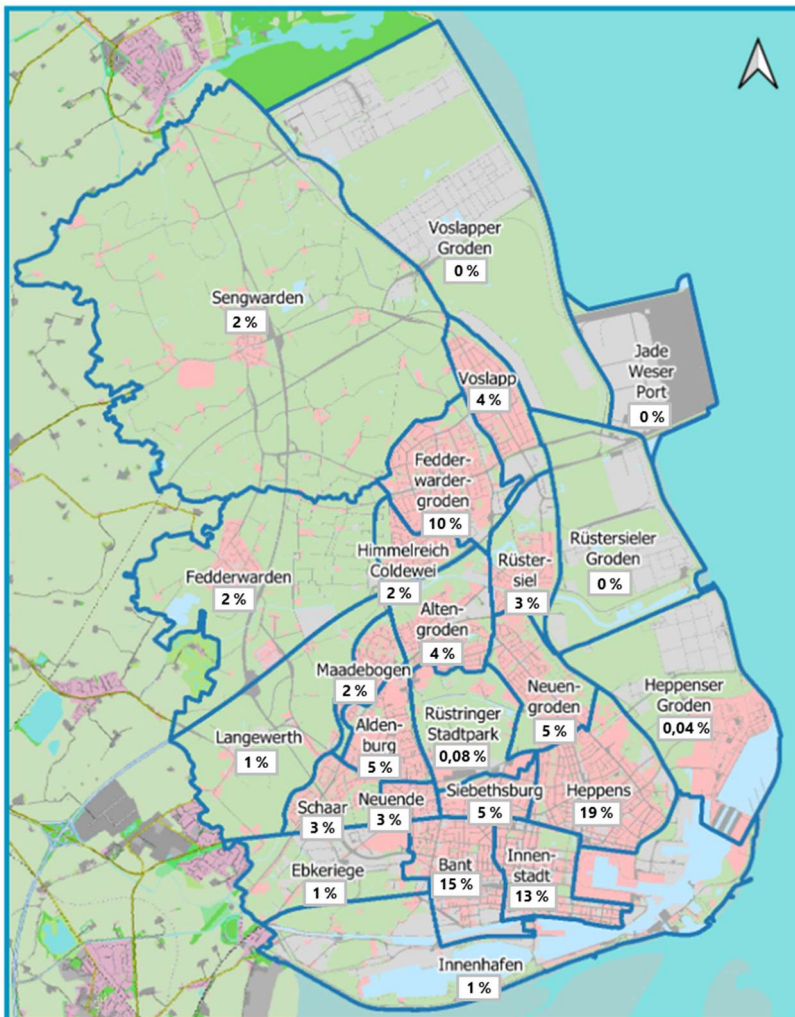 Voslapper
Groden
0 %
Sengwarden
2 %
Jade
Weser
Port
0 %
Voslapp
4 %
Fedder-
warder-
groden
10 %
Himmelreich
Coldewei
2 %
Rüster-
siel
3 %
Rüstersieler
Groden
0 %
Fedderwarden
2 %
Alten-
groden
4 %
Maadebogen
2 %
Neuen-
groden
5 %
Heppenser
Groden
0,04 %
Langewerth
1 %
Alden-
burg
5 %
Rüstringer
Stadtpark
0,08 %
Schaar
3 %
Neuende
3 %
Siebethsburg
5 %
Heppens
19 %
Ebkeriege
1 %
Bant
15 %
Innen-
stadt
13 %
Innenhafen
1 %